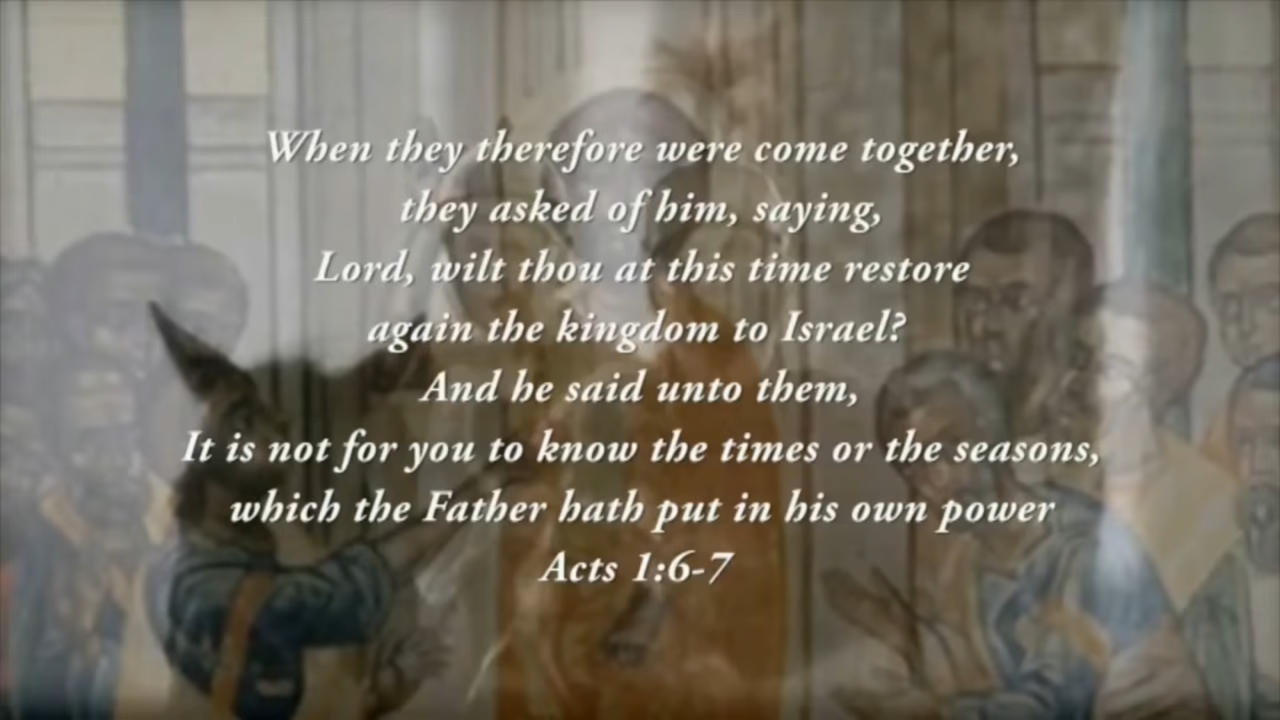 When they therefore were come together,
they asked of him, saying,
Lord, wilt thou at this time restore
again the kingdom to Israel?
And he said unto them,
It is not for you to know the times or the seasons,
which the Father hath put in his own power
Acts 1:6-7